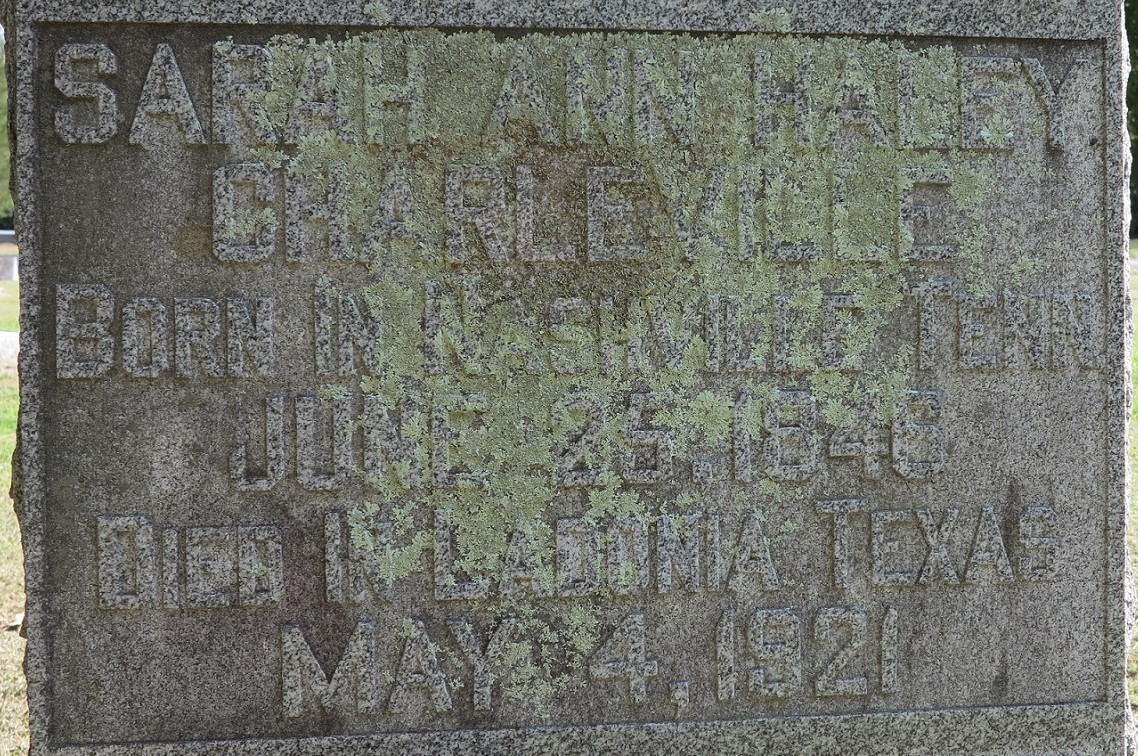 SARAH ANN HALEY
CHARLEVILLE
BORN IN NASHVILLE TENN.
JUNE 25, 1846
DIED IN LADONIA TEXAS
MAY 4, 1921